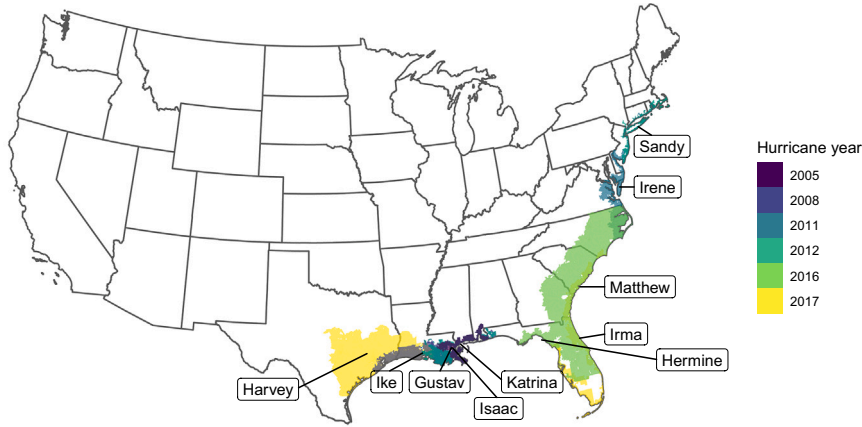 Sandy
Hurricane year
2005
2008
2011
2012
2016
2017
Irene
Matthew
Irma
Hermine
Harvey
Ike
Gustav
Katrina
Isaac